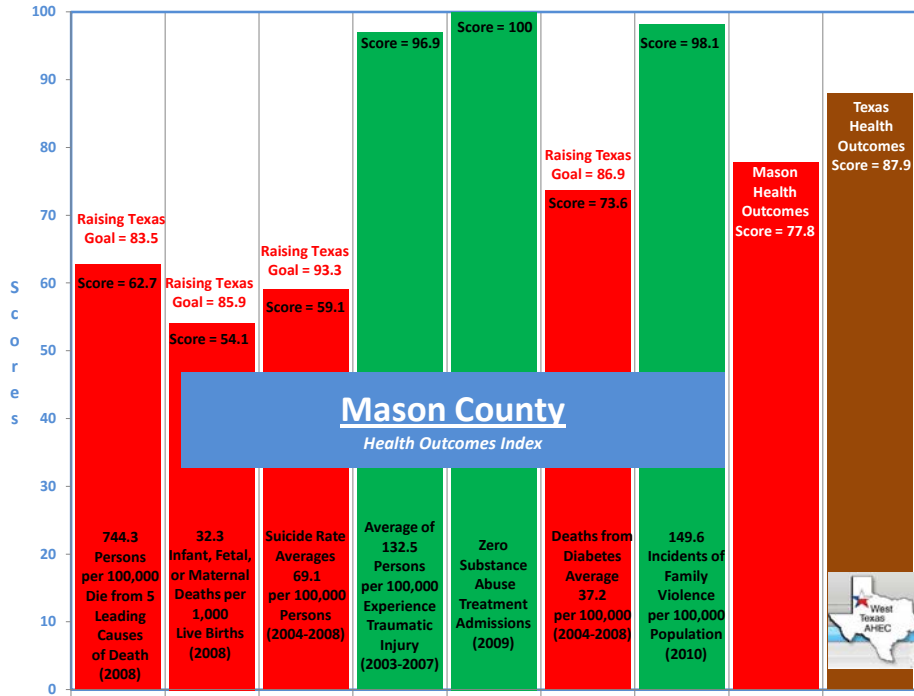 100
90
80
70
60
50
40
30
20
10
0
Scores
Raising Texas
Goal = 83.5
Score = 62.7
744.3
Persons
per 100,000
Die from 5
Leading
Causes
of Death
(2008)
Raising Texas
Goal = 85.9
Score = 54.1
32.3
Infant, Fetal,
or Maternal
Deaths per
1,000
Live Births
(2008)
Raising Texas
Goal = 93.3
Score = 59.1
Suicide Rate
Averages
69.1
per 100,000
Persons
(2004-2008)
Score = 96.9
Average of
132.5
Persons
per 100,000
Experience
Traumatic
Injury
(2003-2007)
Score = 100
Zero
Substance
Abuse
Treatment
Admissions
(2009)
Raising Texas
Goal = 86.9
Score = 73.6
Deaths from
Diabetes
Average
37.2
per 100,000
(2004-2008)
Score = 98.1
149.6
Incidents of
Family
Violence
per 100,000
Population
(2010)
Mason
Health
Outcomes
Score = 77.8
Texas
Health
Outcomes
Score = 87.9
Mason County
Health Outcomes Index
West
Texas
AHEC